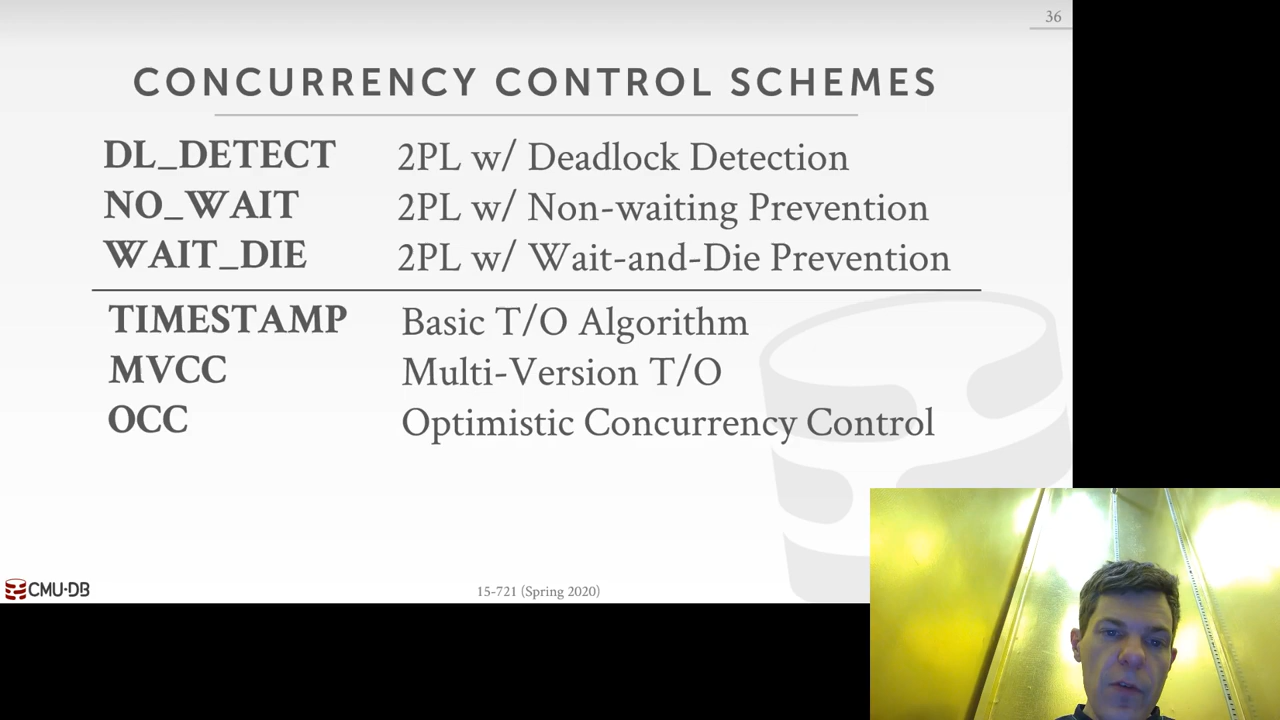 36
CONCURRENCY CONTROL SCHEMES
DL_DETECT 2PL w/ Deadlock Detection
NO_WAIT 2PL w/ Non-waiting Prevention
WAIT_DIE 2PL w/ Wait-and-Die Prevention
TIMESTAMP Basic T/O Algorithm
MVCC Multi-Version T/O
OCC Optimistic Concurrency Control
CMU·DB
15-721 (Spring 2020)